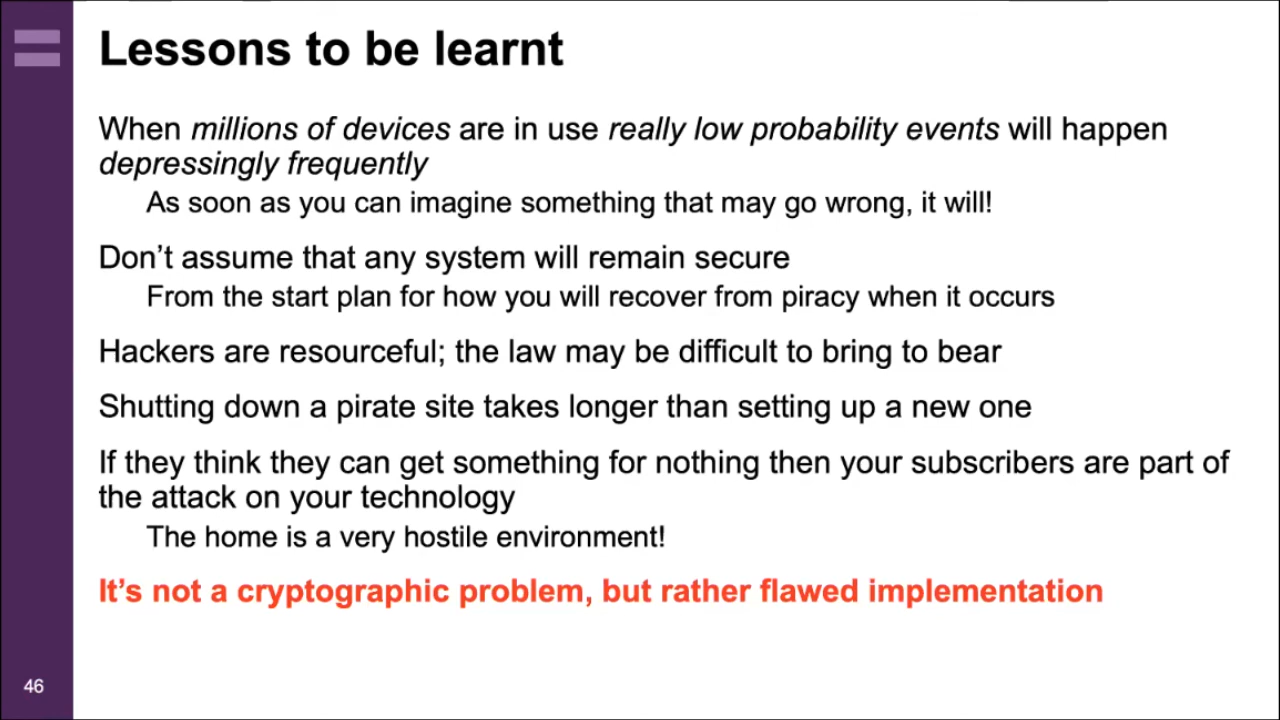 Lessons to be learnt
When millions of devices are in use really low probability events will happen
depressingly frequently
As soon as you can imagine something that may go wrong, it will!
Don’t assume that any system will remain secure
From the start plan for how you will recover from piracy when it occurs
Hackers are resourceful; the law may be difficult to bring to bear
Shutting down a pirate site takes longer than setting up a new one
If they think they can get something for nothing then your subscribers are part of
the attack on your technology
The home is a very hostile environment!
It’s not a cryptographic problem, but rather flawed implementation
46